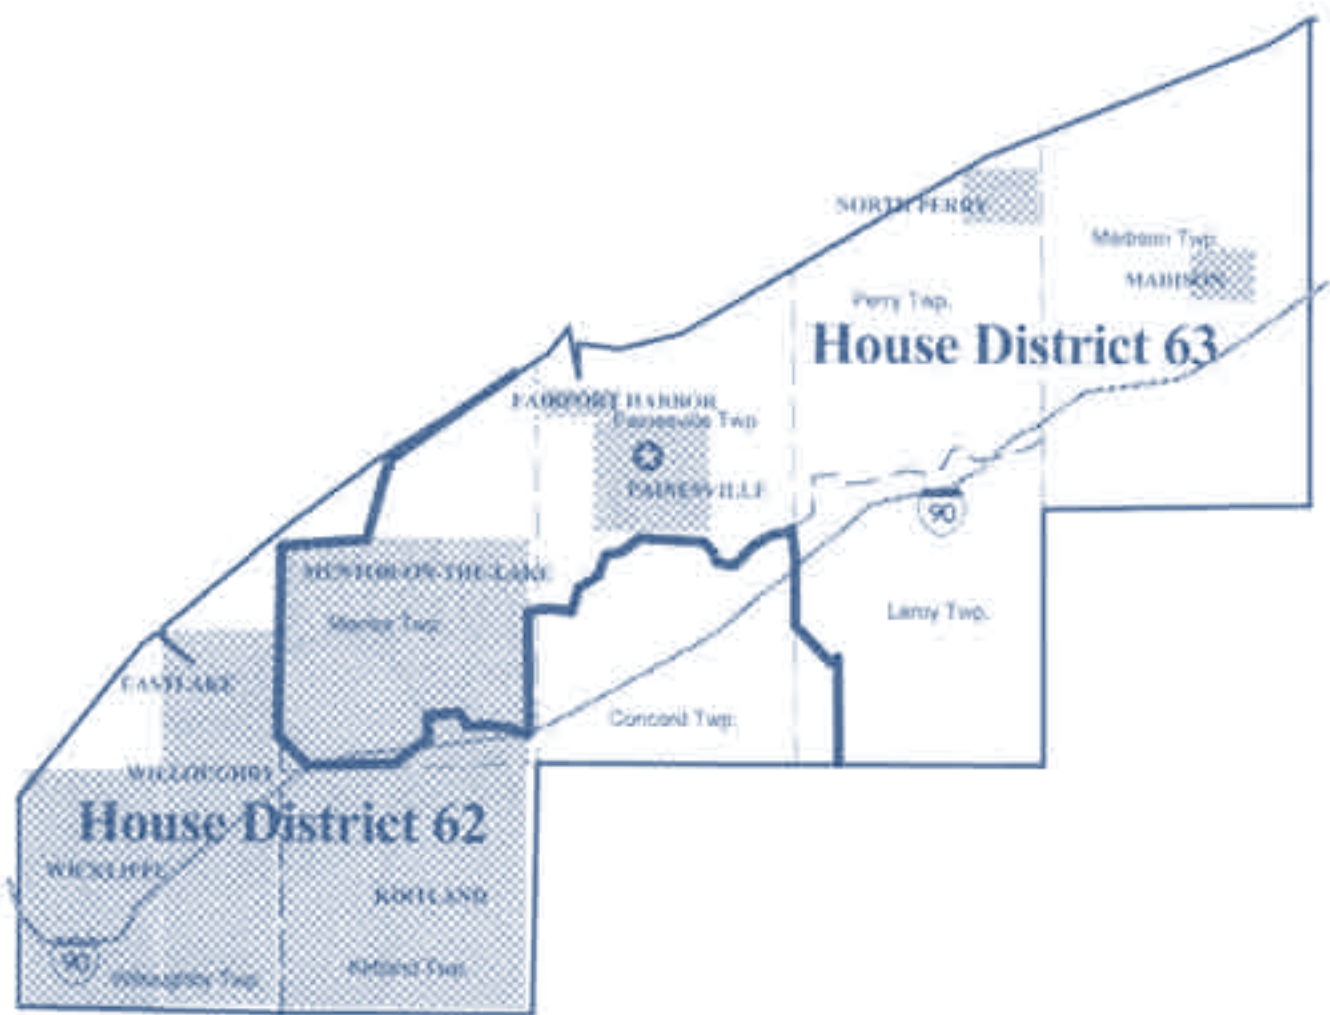 NORTH PERRY
Madison Twp.
MADISON
Perry Twp.
House District 63
FAIRPORT HARBOR
Painesville Twp.
PAINESVILLE
90
MENTOR-ON-THE-LAKE
Mentor Twp.
Leroy Twp.
EASTLAKE
Concord Twp.
WILLOUGHBY
House District 62
WICKLIFFE
KIRTLAND
90
Willoughby Twp.
Kirtland Twp.